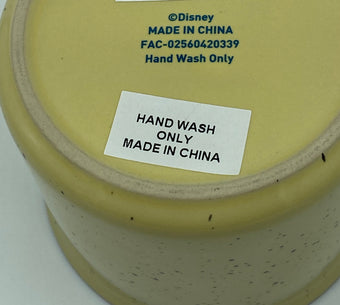 ©Disney
MADE IN CHINA
FAC-02560420339
Hand Wash Only
HAND WASH
ONLY
MADE IN CHINA